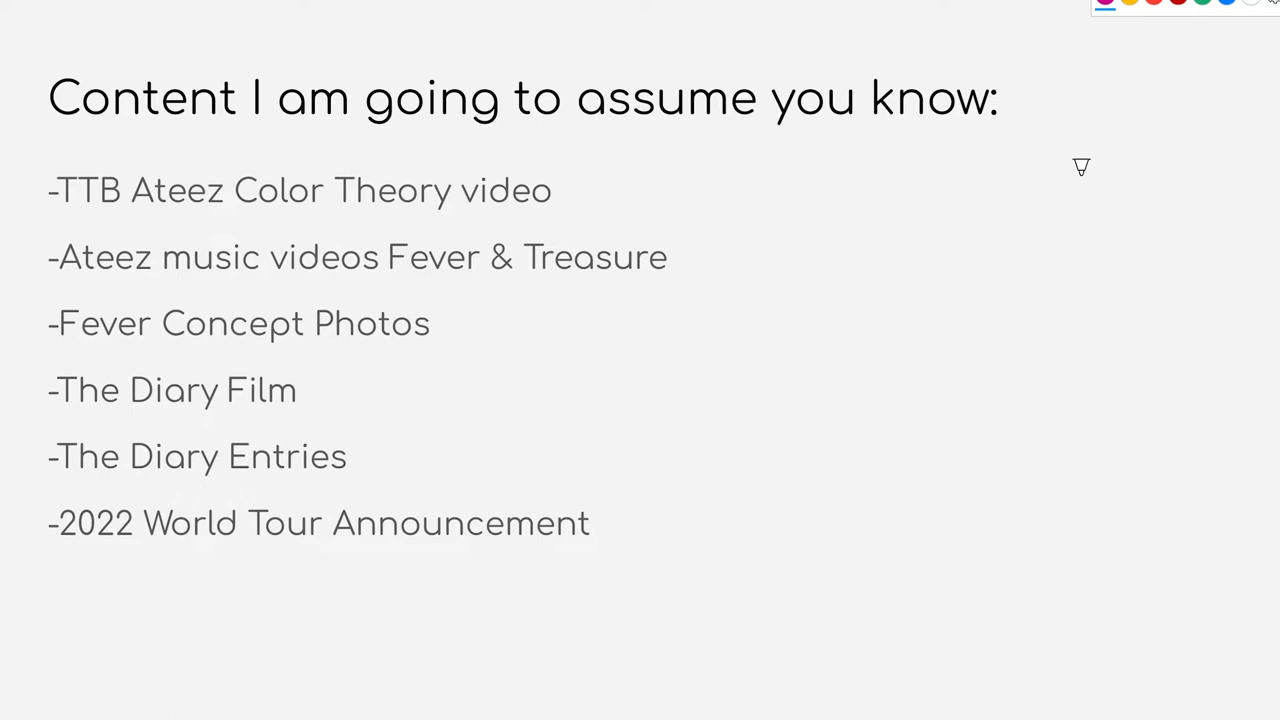 Content I am going to assume you know:
-TTB Ateez Color Theory video
-Ateez music videos Fever & Treasure
-Fever Concept Photos
-The Diary Film
-The Diary Entries
-2022 World Tour Announcement